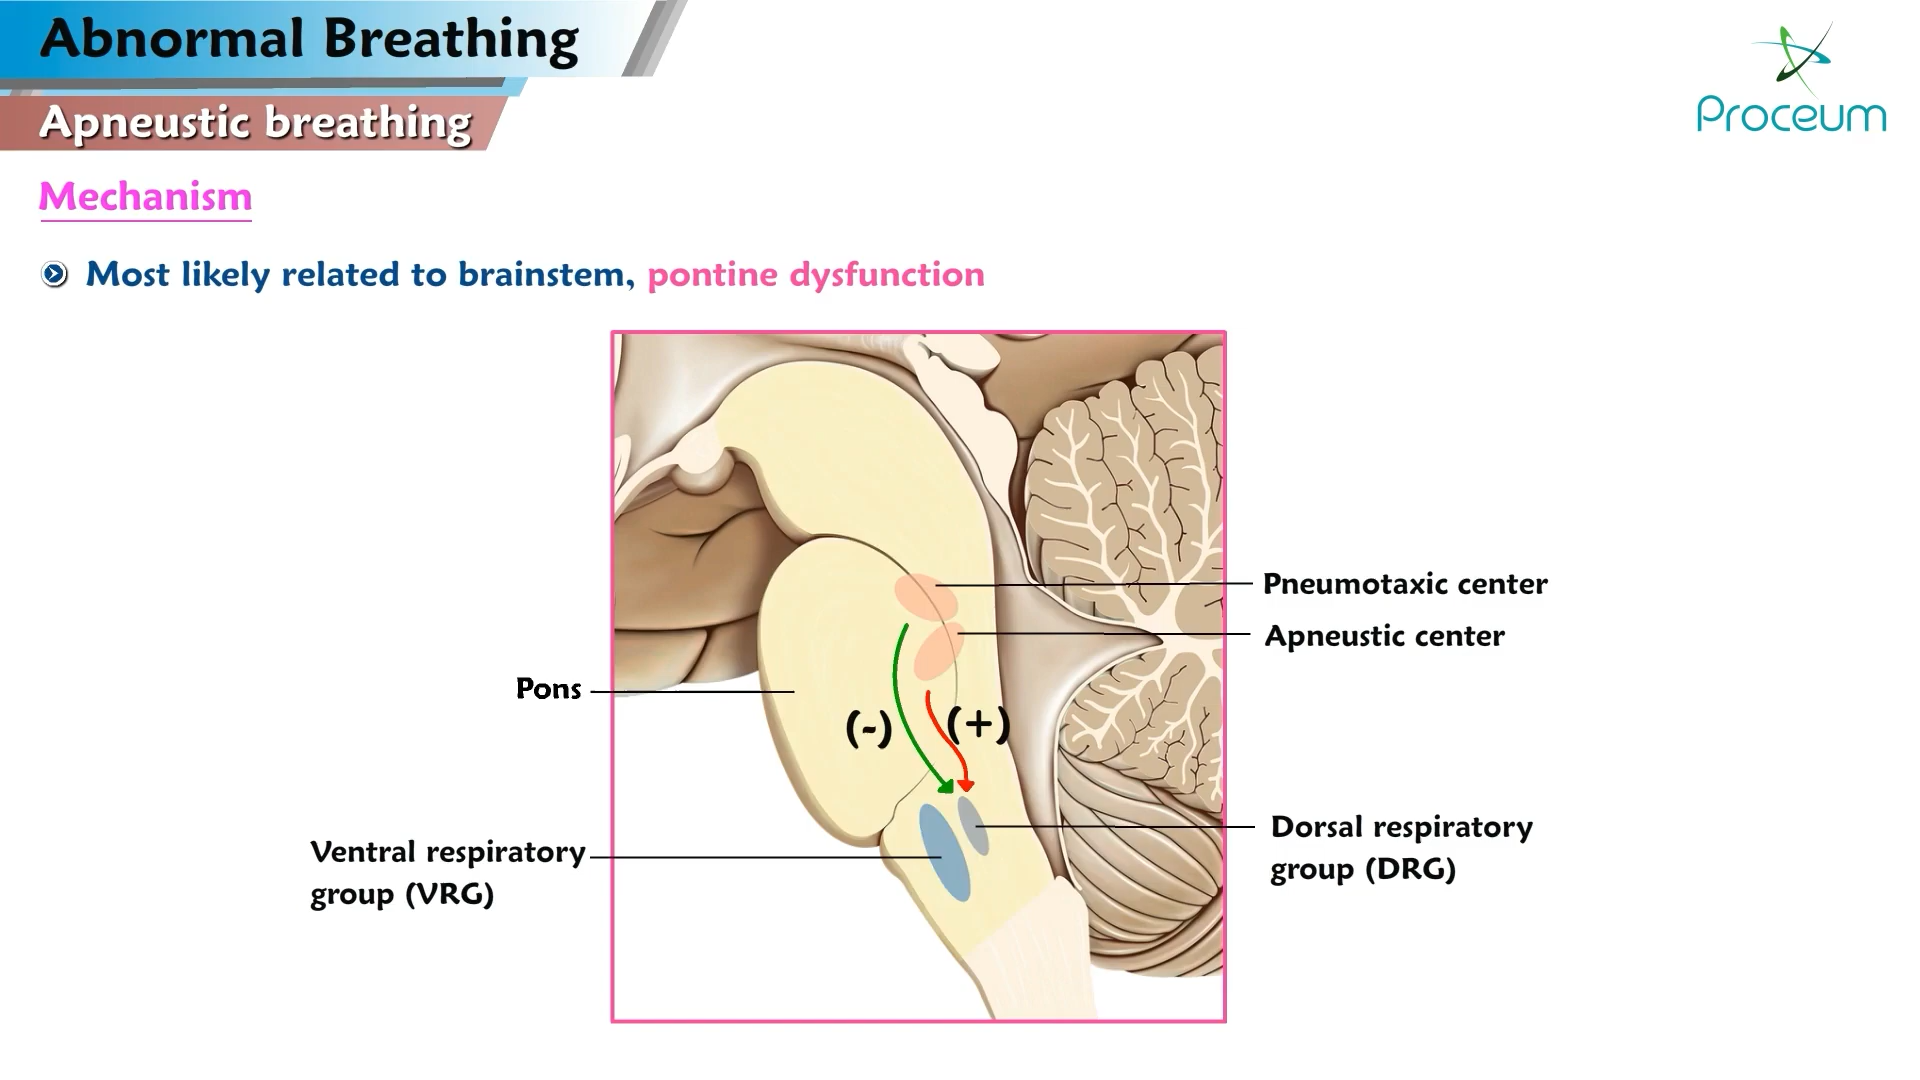 Abnormal Breathing
Proceum
Apneustic breathing
Mechanism
Most likely related to brainstem, pontine dysfunction
Pneumotaxic center
Apneustic center
Pons
(-)
(+)
Ventral respiratory
group (VRG)
Dorsal respiratory
group (DRG)